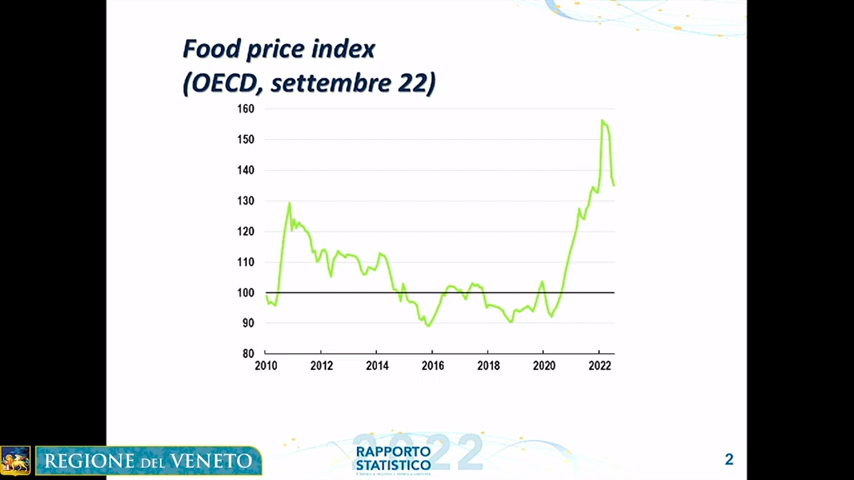 Food price index
(OECD, settembre 22)
160
150
140
130
120
110
100
90
80
2010 2012 2014 2016 2018 2020 2022
2022
RAPPORTO
STATISTICO
REGIONE DEL VENETO
2